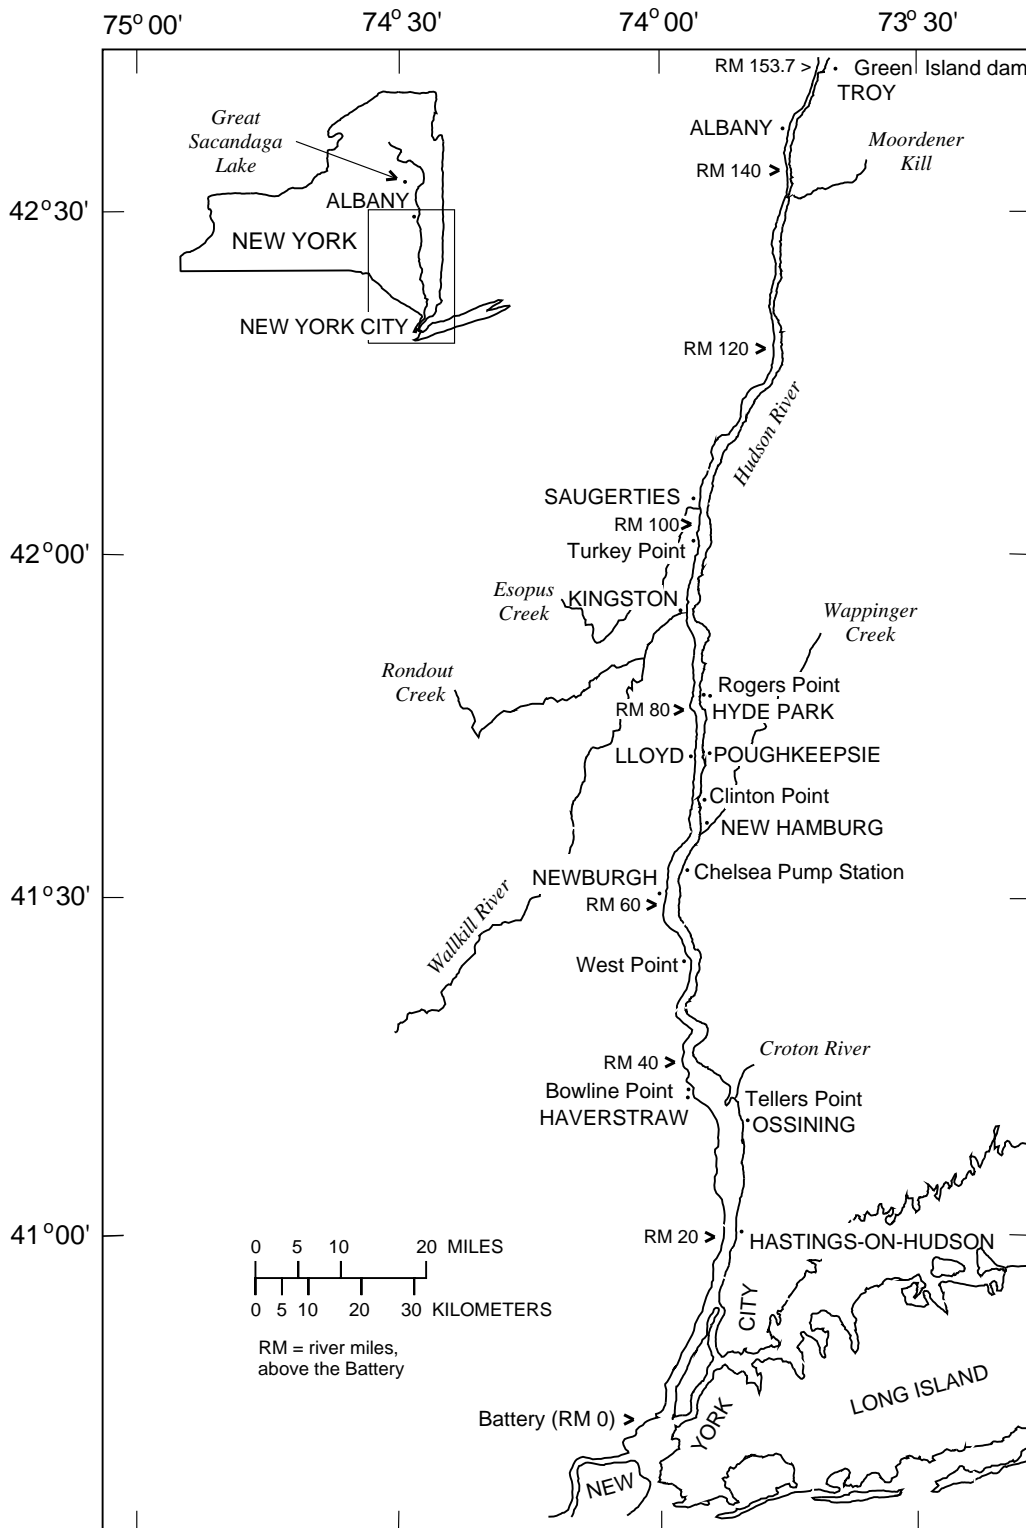 75° 00'
74° 30'
74° 00'
73° 30'
RM 153.7 >
Green Island dam
TROY
ALBANY
Moordener
Kill
RM 140 >
Great
Sacandaga
Lake
ALBANY
NEW YORK
NEW YORK CITY
42° 30'
RM 120 >
Hudson River
SAUGERTIES
RM 100 >
Turkey Point
42° 00'
Esopus
Creek
KINGSTON
Wappinger
Creek
Rondout
Creek
Rogers Point
RM 80 >
HYDE PARK
LLOYD
POUGHKEEPSIE
Clinton Point
NEW HAMBURG
Chelsea Pump Station
NEWBURGH
41° 30'
RM 60 >
Wallkill River
West Point
Croton River
RM 40 >
Bowline Point
Tellers Point
HAVERSTRAW
OSSINING
41° 00'
RM 20 >
HASTINGS-ON-HUDSON
0 5 10 20 MILES
0 5 10 20 30 KILOMETERS
RM = river miles,
above the Battery
Battery (RM 0) >
NEW YORK CITY
LONG ISLAND